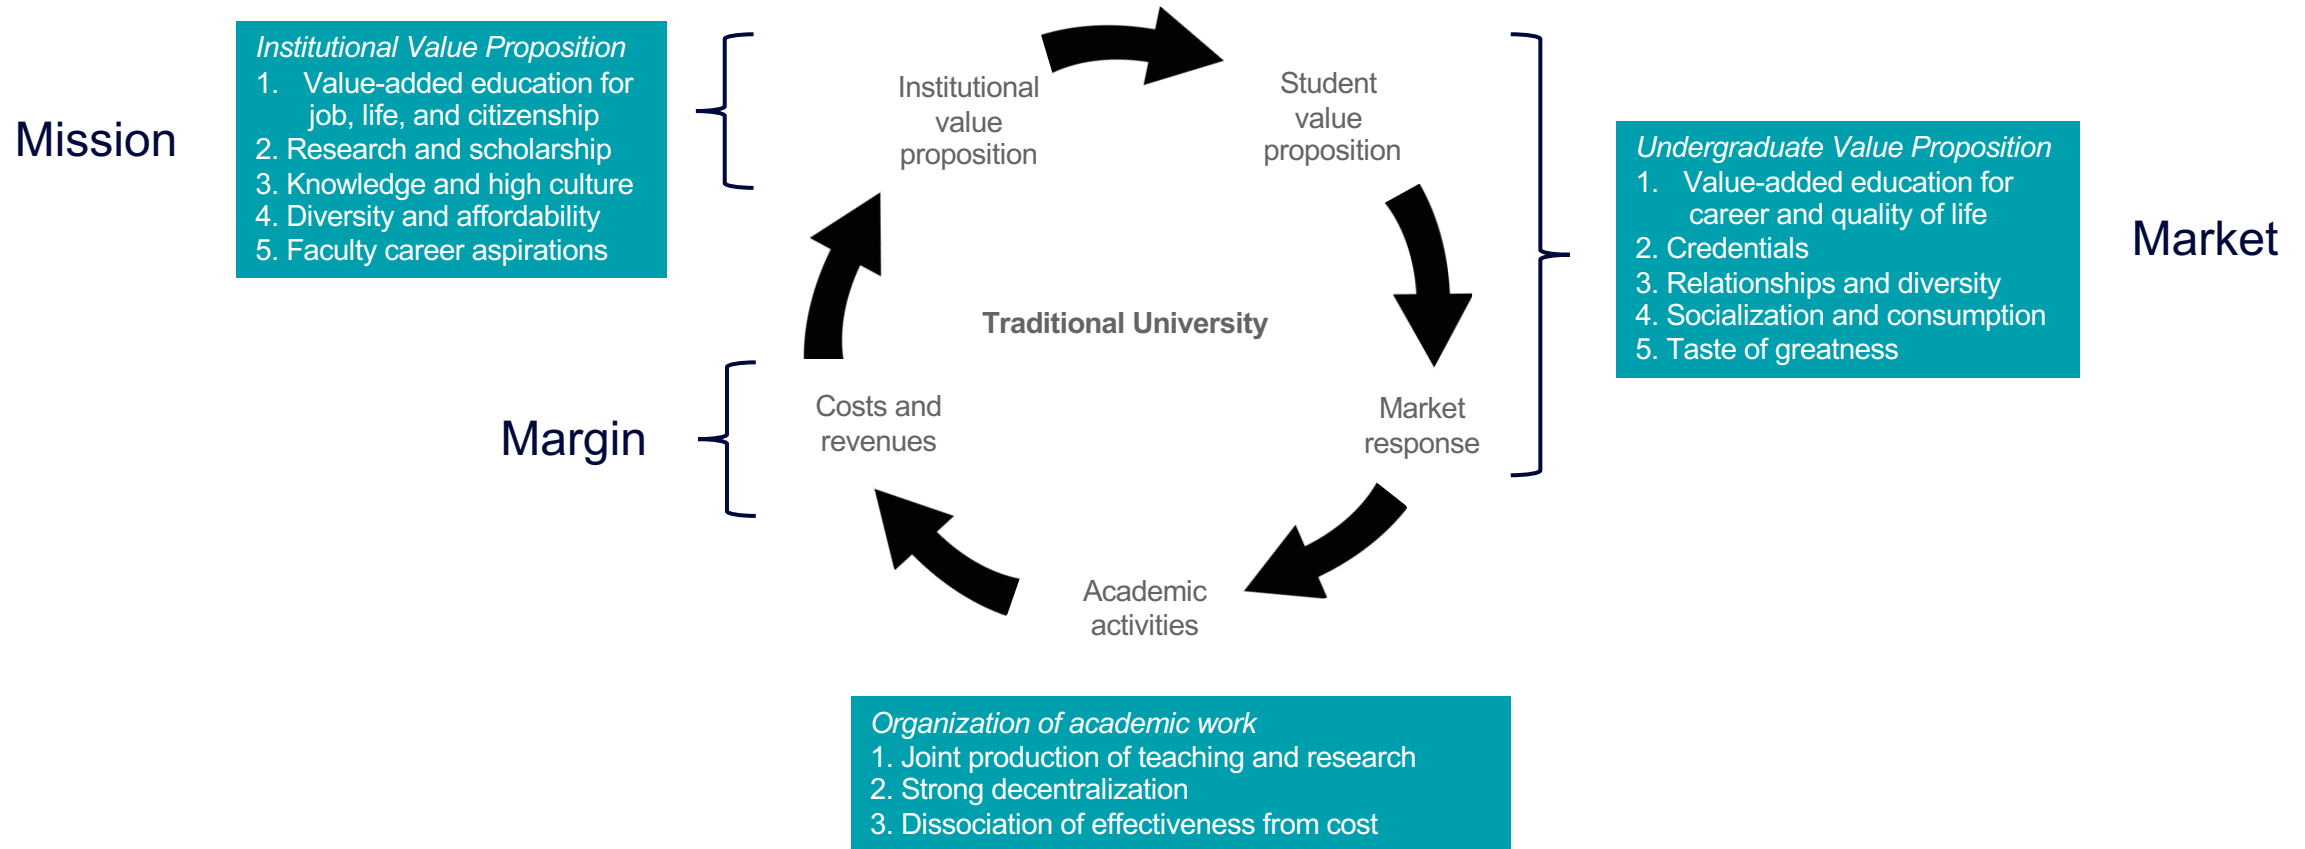 Mission
Institutional Value Proposition
1. Value-added education for
job, life, and citizenship
2. Research and scholarship
3. Knowledge and high culture
4. Diversity and affordability
5. Faculty career aspirations
Institutional
value
proposition
Student
value
proposition
Undergraduate Value Proposition
1. Value-added education for
career and quality of life
2. Credentials
3. Relationships and diversity
4. Socialization and consumption
5. Taste of greatness
Market
Traditional University
Margin
Costs and
revenues
Market
response
Academic
activities
Organization of academic work
1. Joint production of teaching and research
2. Strong decentralization
3. Dissociation of effectiveness from cost